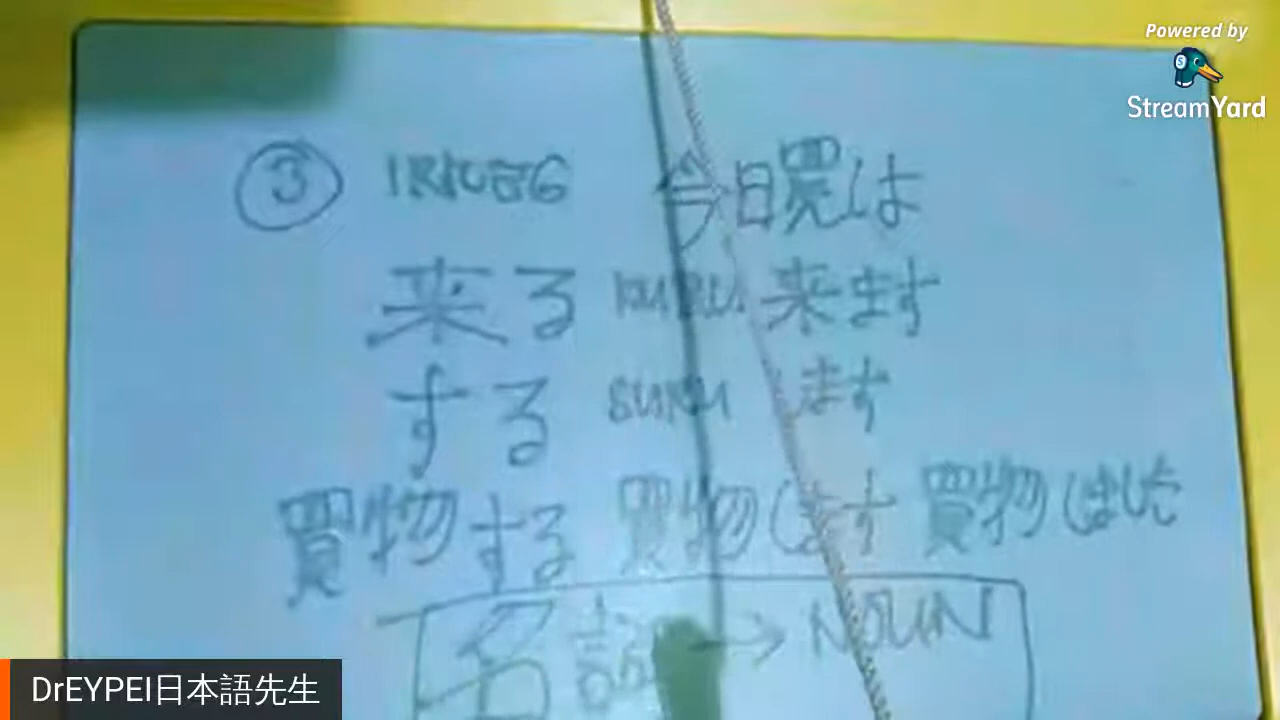 Powered by
StreamYard
③
来る KURU 来ます
する SURU ます
買物する 買物します 買物しました
名語 → NOUN
DrEYPEI日本語先生